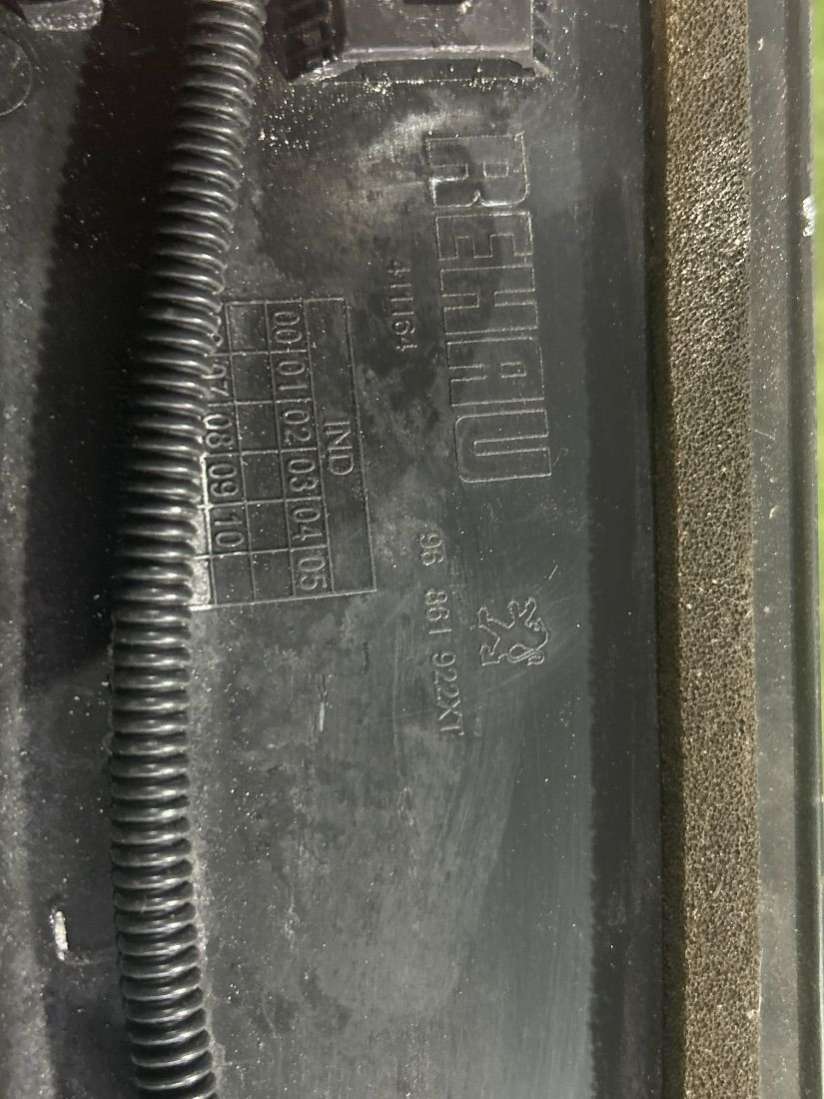 REHAU
411164
96 861 922XT
IND
00 01 02 03 04 05
07 08 09 10